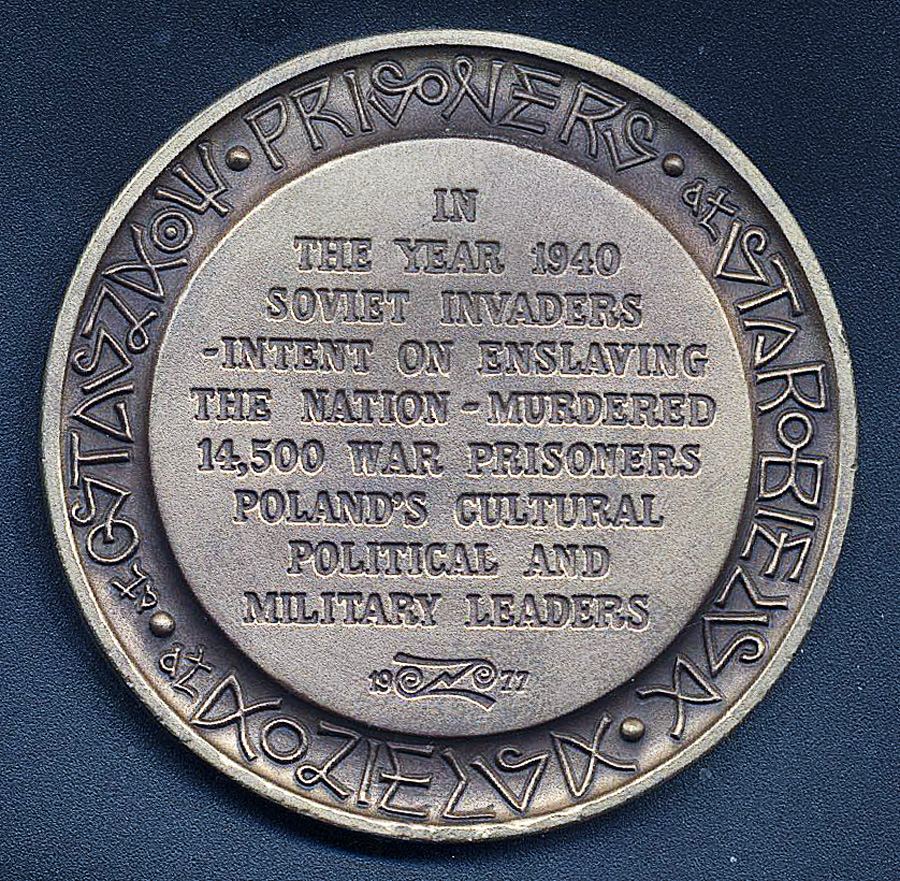 IN
THE YEAR 1940
SOVIET INVADERS
-INTENT ON ENSLAVING
THE NATION - MURDERED
14,500 WAR PRISONERS
POLAND'S CULTURAL
POLITICAL AND
MILITARY LEADERS
1977
• PRISONERS •
at STAROBIELSK •
at KOZIELSK
• at OSTASZKOW